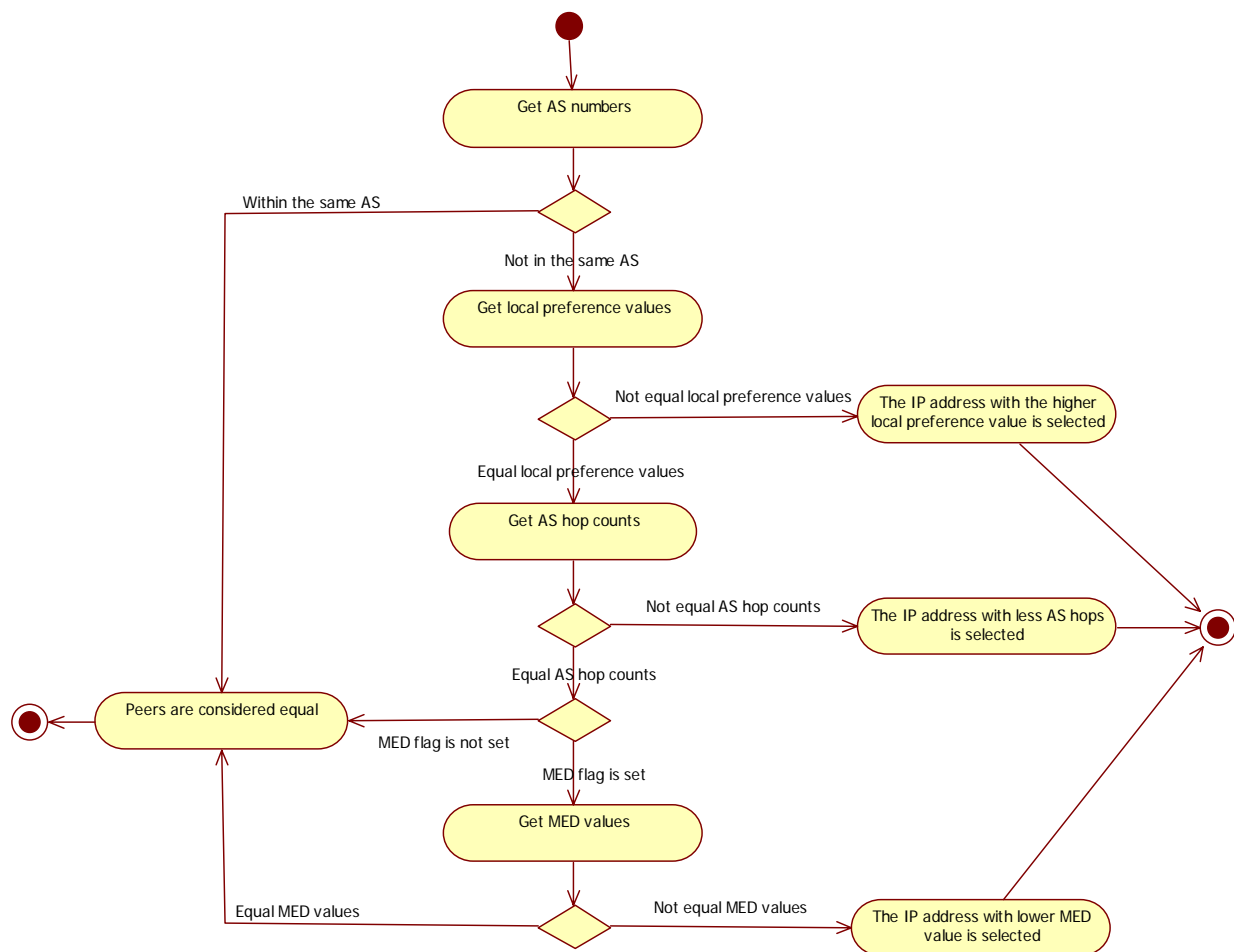 Get AS numbers
Within the same AS
Not in the same AS
Get local preference values
Not equal local preference values
The IP address with the higher
local preference value is selected
Equal local preference values
Get AS hop counts
Not equal AS hop counts
The IP address with less AS hops
is selected
Equal AS hop counts
Peers are considered equal
MED flag is not set
MED flag is set
Get MED values
Equal MED values
Not equal MED values
The IP address with lower MED
value is selected